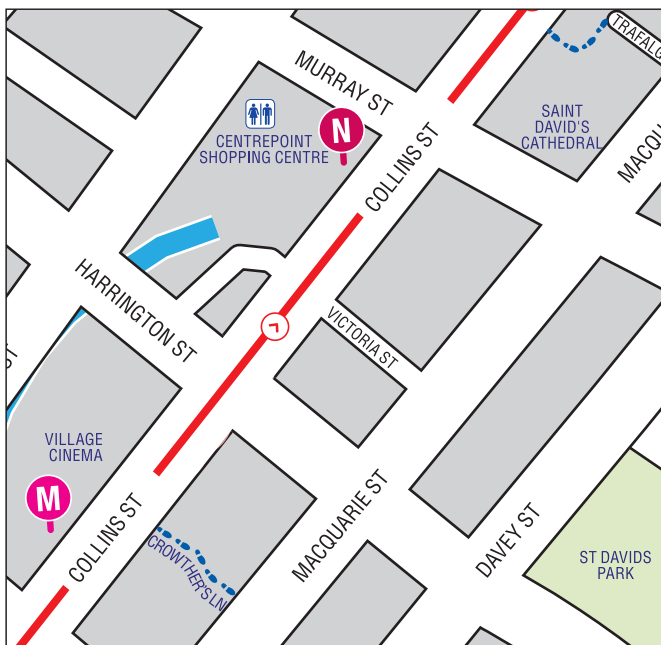 TRAFALG
MURRAY ST
SAINT
DAVID'S
CATHEDRAL
N
CENTREPOINT
SHOPPING CENTRE
COLLINS ST
MACQU
HARRINGTON ST
VICTORIA ST
ST
VILLAGE
CINEMA
M
COLLINS ST
CROWTHER'S LN
MACQUARIE ST
DAVEY ST
ST DAVIDS
PARK